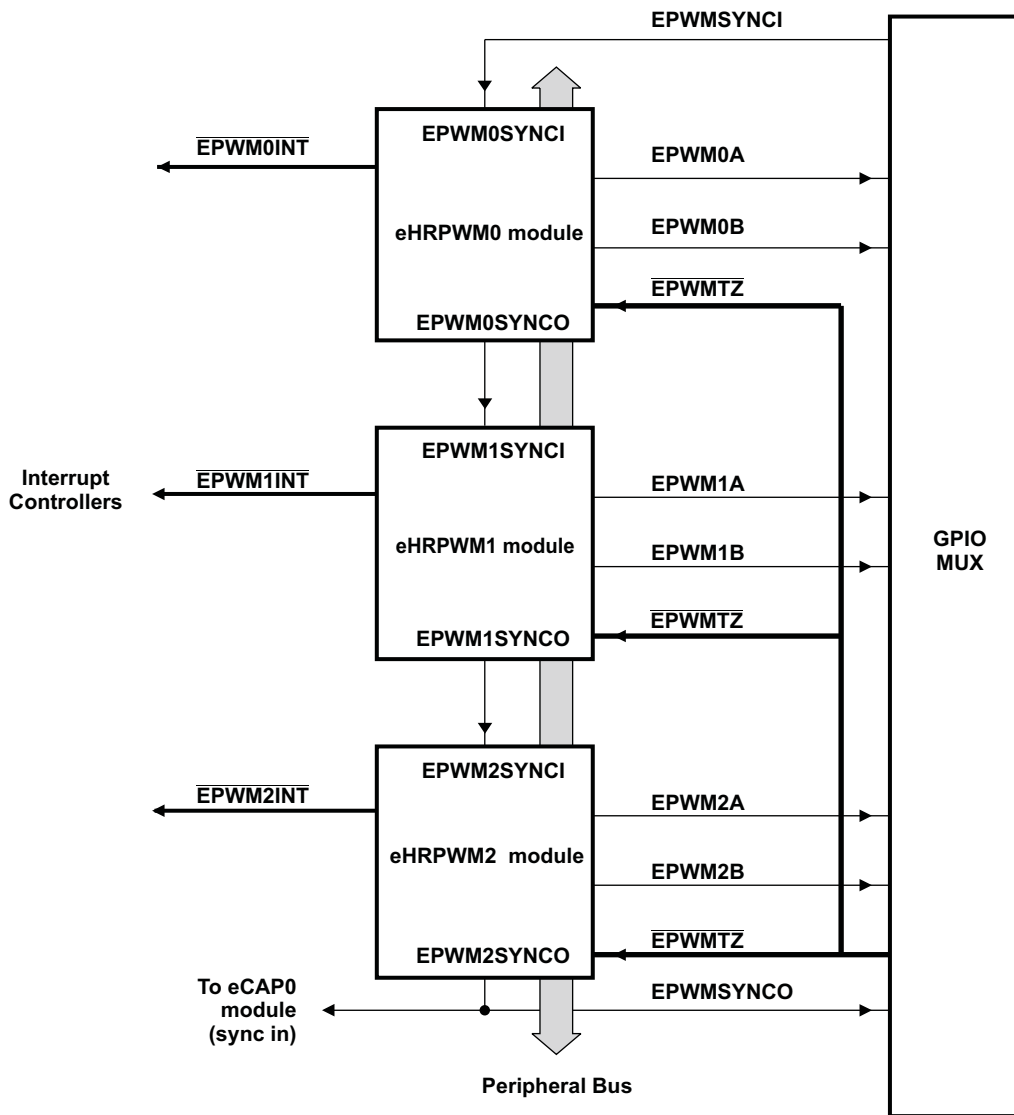 EPWMSYNCI
EPWM0SYNCI
EPWM0INT
EPWM0A
EPWM0B
eHRPWM0 module
EPWMTZ
EPWM0SYNCO
EPWM1SYNCI
Interrupt
Controllers
EPWM1INT
EPWM1A
eHRPWM1 module
EPWM1B
GPIO
MUX
EPWMTZ
EPWM1SYNCO
EPWM2SYNCI
EPWM2INT
EPWM2A
eHRPWM2 module
EPWM2B
EPWMTZ
EPWM2SYNCO
To eCAP0
module
(sync in)
EPWMSYNCO
Peripheral Bus